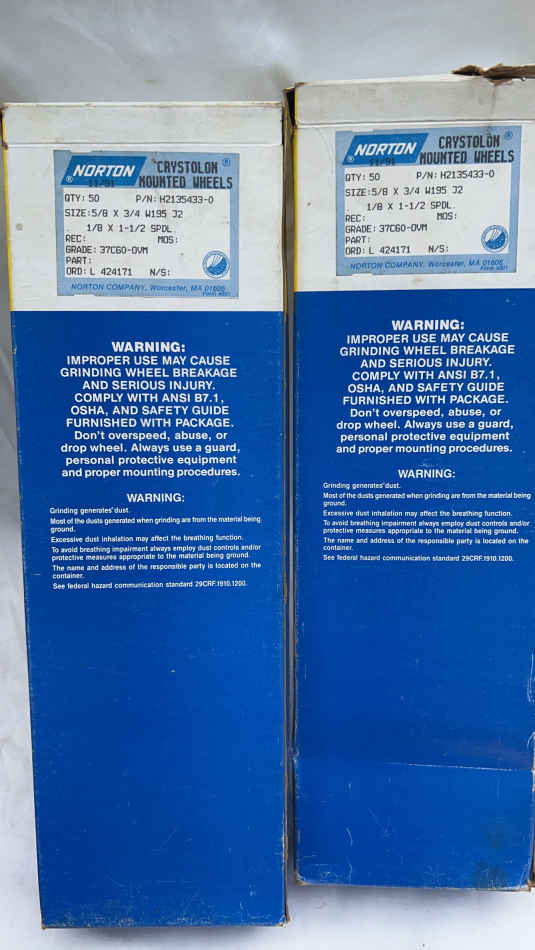 NORTON ® CRYSTOLON ®
11/91 MOUNTED WHEELS
QTY: 50 P/N: H2135433-0
SIZE: 5/8 X 3/4 W195 J2
1/8 X 1-1/2 SPDL.
REC: MOS:
GRADE: 37C60-OVM
PART:
ORD: L 424171 N/S:
NORTON COMPANY, Worcester, MA 01606
WARNING:
IMPROPER USE MAY CAUSE
GRINDING WHEEL BREAKAGE
AND SERIOUS INJURY.
COMPLY WITH ANSI B7.1,
OSHA, AND SAFETY GUIDE
FURNISHED WITH PACKAGE.
Don't overspeed, abuse, or
drop wheel. Always use a guard,
personal protective equipment
and proper mounting procedures.
WARNING:
Grinding generates dust.
Most of the dusts generated when grinding are from the material being
ground.
Excessive dust inhalation may affect the breathing function.
To avoid breathing impairment always employ dust controls and/or
protective measures appropriate to the material being ground.
The name and address of the responsible party is located on the
container.
See federal hazard communication standard 29CRF.1910.1200.
NORTON ® CRYSTOLON ®
11/91 MOUNTED WHEELS
QTY: 50 P/N: H2135433-0
SIZE: 5/8 X 3/4 W195 J2
1/8 X 1-1/2 SPDL.
REC: MOS:
GRADE: 37C60-OVM
PART:
ORD: L 424171 N/S:
NORTON COMPANY, Worcester, MA 01606
WARNING:
IMPROPER USE MAY CAUSE
GRINDING WHEEL BREAKAGE
AND SERIOUS INJURY.
COMPLY WITH ANSI B7.1,
OSHA, AND SAFETY GUIDE
FURNISHED WITH PACKAGE.
Don't overspeed, abuse, or
drop wheel. Always use a guard,
personal protective equipment
and proper mounting procedures.
WARNING:
Grinding generates dust.
Most of the dusts generated when grinding are from the material being
ground.
Excessive dust inhalation may affect the breathing function.
To avoid breathing impairment always employ dust controls and/or
protective measures appropriate to the material being ground.
The name and address of the responsible party is located on the
container.
See federal hazard communication standard 29CRF.1910.1200.